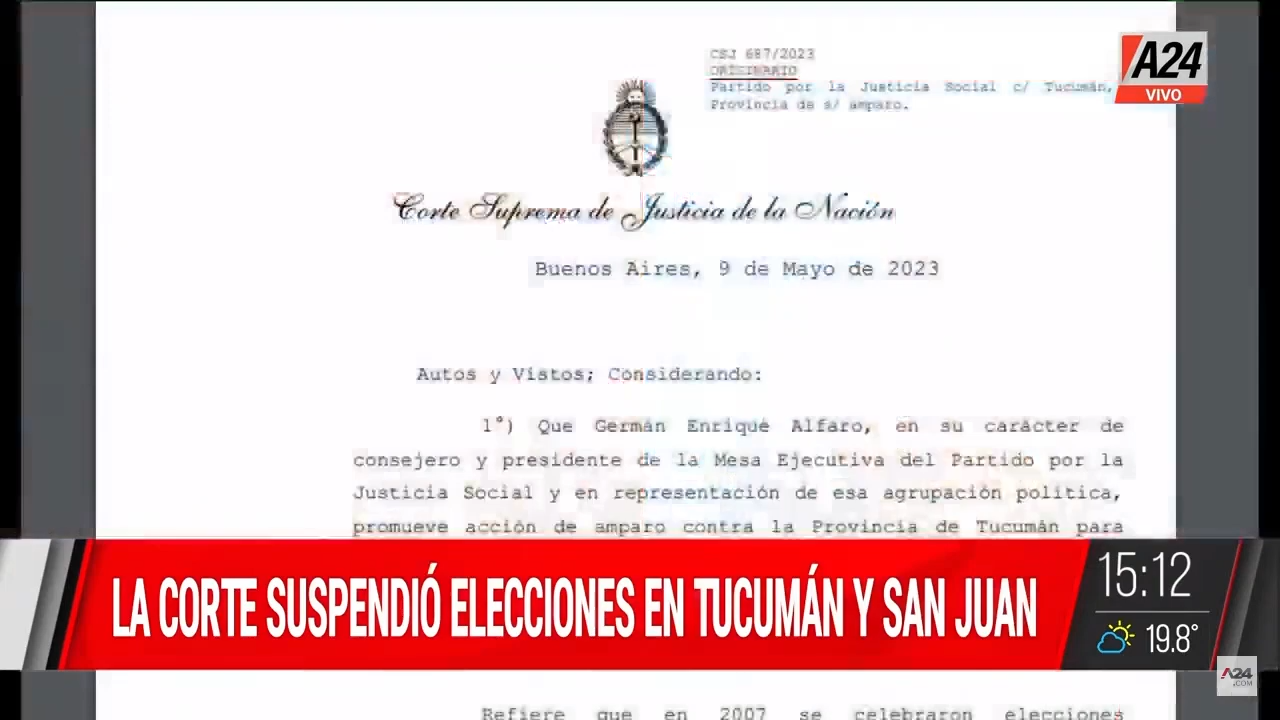 CSJ 687/2023
ORIGINARIO
Partido por la Justicia Social c/ Tucumán,
Provincia de s/ amparo.
A24
VIVO
Corte Suprema de Justicia de la Nación
Buenos Aires, 9 de Mayo de 2023
Autos y Vistos; Considerando:
1°) Que Germán Enrique Alfaro, en su carácter de
consejero y presidente de la Mesa Ejecutiva del Partido por la
Justicia Social y en representación de esa agrupación política,
promueve acción de amparo contra la Provincia de Tucumán para
LA CORTE SUSPENDIÓ ELECCIONES EN TUCUMÁN Y SAN JUAN
15:12
19.8°
A24
.COM
Refiere que en 2007 se celebraron elecciones